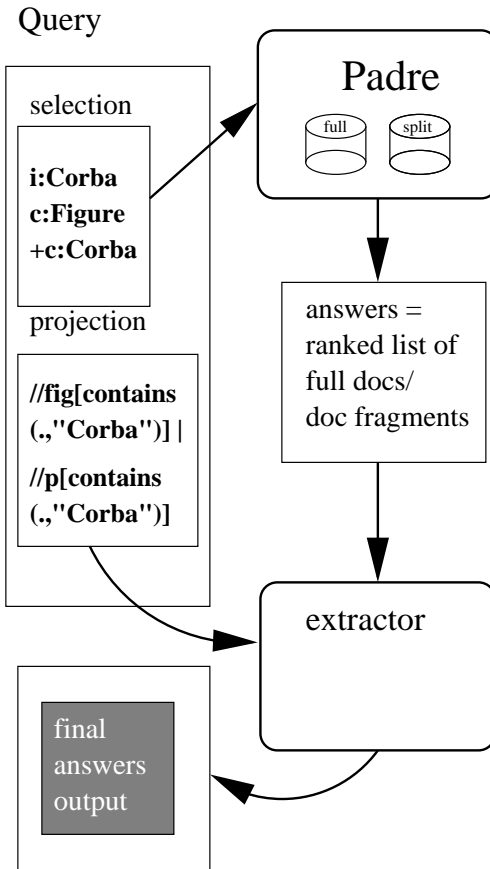 Query
selection
i:Corba
c:Figure
+c:Corba
projection
//fig[contains
(.,"Corba")] |
//p[contains
(.,"Corba")]
Padre
full split
answers =
ranked list of
full docs/
doc fragments
extractor
final
answers
output